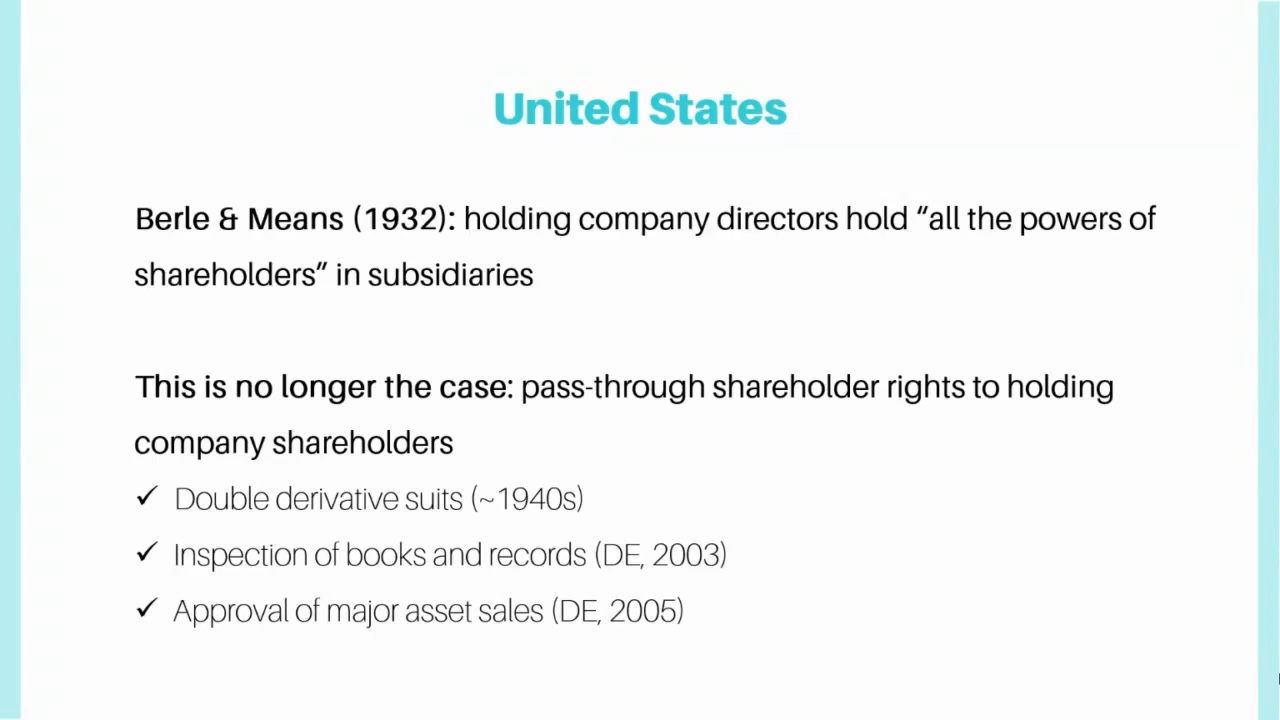 United States
Berle & Means (1932): holding company directors hold “all the powers of
shareholders” in subsidiaries
This is no longer the case: pass-through shareholder rights to holding
company shareholders
✓ Double derivative suits (~1940s)
✓ Inspection of books and records (DE, 2003)
✓ Approval of major asset sales (DE, 2005)